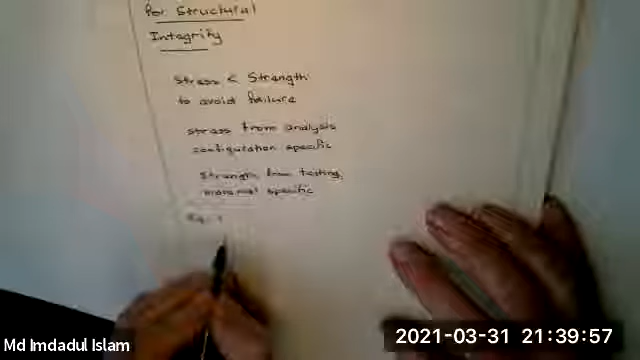 for Structural
Integrity
Stress < Strength
to avoid failure
stress from analysis
configuration specific
Strength from testing,
material specific
Md Imdadul Islam
2021-03-31 21:39:57